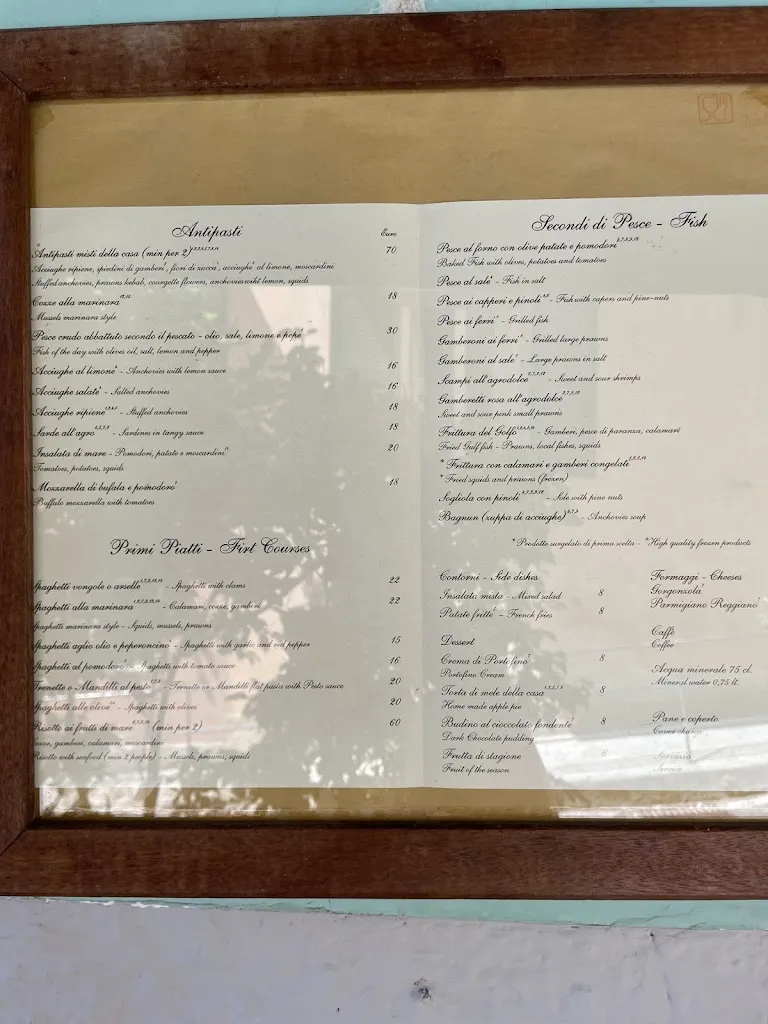 Antipasti
Euro
Antipasti misti della casa (min per 2) 70
Acciughe ripiene, spiedini di gamberi, fiori di zucca, acciughe al limone, moscardini
Stuffed anchovies, prawns kebab, courgette flowers, anchovies wiht lemon, squids
Cozze alla marinara 18
Mussels marinara style
Pesce crudo abbattuto secondo il pescato - olio, sale, limone e pepe 30
Fish of the day with olives oil, salt, lemon and pepper
Acciughe al limone - Anchovies with lemon sauce 16
Acciughe salate - Salted anchovies 16
Acciughe ripiene - Stuffed anchovies 18
Sarde all'agro - Sardines in tangy sauce 18
Insalata di mare - Pomodori, patate e moscardini 20
Tomatoes, potatoes, squids
Mozzarella di bufala e pomodoro 18
Buffalo mozzarella with tomatoes
Primi Piatti - Firt Courses
Spaghetti vongole o arselle - Spaghetti with clams 22
Spaghetti alla marinara - Calamari, cozze, gamberi 22
Spaghetti marinara style - Squids, mussels, prawns
Spaghetti aglio olio e peperoncino - Spaghetti with garlic and red pepper 15
Spaghetti al pomodoro - Spaghetti with tomato sauce 16
Trenette o Mandilli al pesto - Trenette or Mandilli flat pasta with Pesto sauce 20
Spaghetti alle olive - Spaghetti with olives 20
Risotto ai frutti di mare (min per 2) 60
cozze, gamberi, calamari, moscardini
Risotto with seafood (min 2 people) - Mussels, prawns, squids
Secondi di Pesce - Fish
Pesce al forno con olive patate e pomodori
Baked Fish with olives, potatoes and tomatoes
Pesce al sale - Fish in salt
Pesce ai capperi e pinoli - Fish with capers and pine-nuts
Pesce ai ferri - Grilled fish
Gamberoni ai ferri - Grilled large prawns
Gamberoni al sale - Large prawns in salt
Scampi all'agrodolce - Sweet and sour shrimps
Gamberetti rosa all'agrodolce
Sweet and sour pink small prawns
Frittura del Golfo - Gamberi, pesce di paranza, calamari
Fried Gulf fish - Prawns, local fishes, squids
* Frittura con calamari e gamberi congelati
* Fried squids and prawns (frozen)
Sogliola con pinoli - Sole with pine nuts
Bagnun (zuppa di acciughe) - Anchovies soup
* Prodotto surgelato di prima scelta - * High quality frozen products
Contorni - Side dishes
Insalata mista - Mixed salad 8
Patate fritte - French fries 8
Dessert
Crema di Portofino 8
Portofino Cream
Torta di mele della casa 8
Home made apple pie
Budino al cioccolato fondente 8
Dark Chocolate pudding
Frutta di stagione 6
Fruit of the season
Formaggi - Cheeses
Gorgonzola
Parmigiano Reggiano
Caffè
Coffee
Acqua minerale 75 cl.
Mineral water 0,75 lt.
Pane e coperto
Cover charge
Servizio
Service